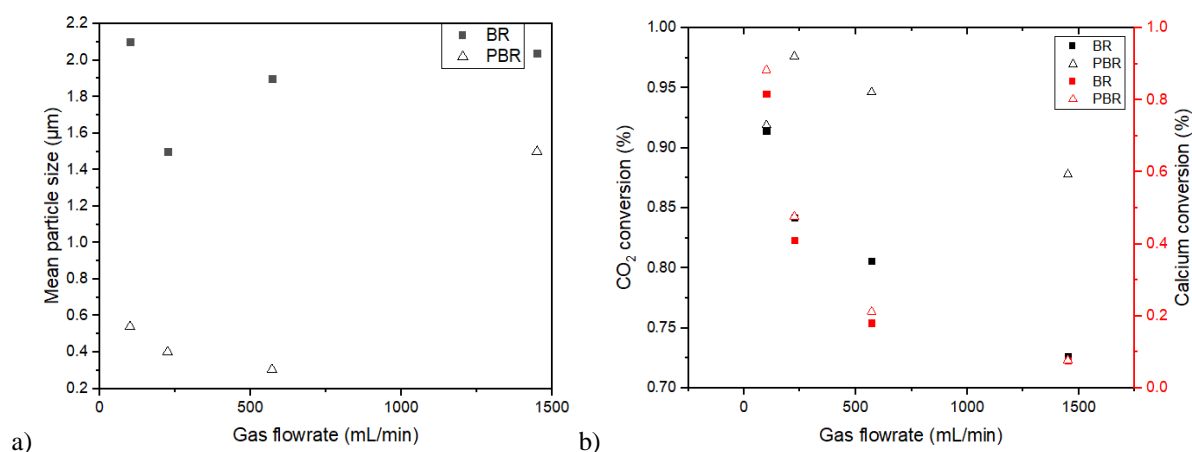 2.2
2.0
1.8
1.6
1.4
1.2
1.0
0.8
0.6
0.4
0.2
0
500
1000
1500
Mean particle size (µm)
Gas flowrate (mL/min)
BR
PBR
a)
1.00
0.95
0.90
0.85
0.80
0.75
0.70
0
500
1000
1500
1.0
0.8
0.6
0.4
0.2
0.0
CO₂ conversion (%)
Calcium conversion (%)
Gas flowrate (mL/min)
BR
PBR
BR
PBR
b)